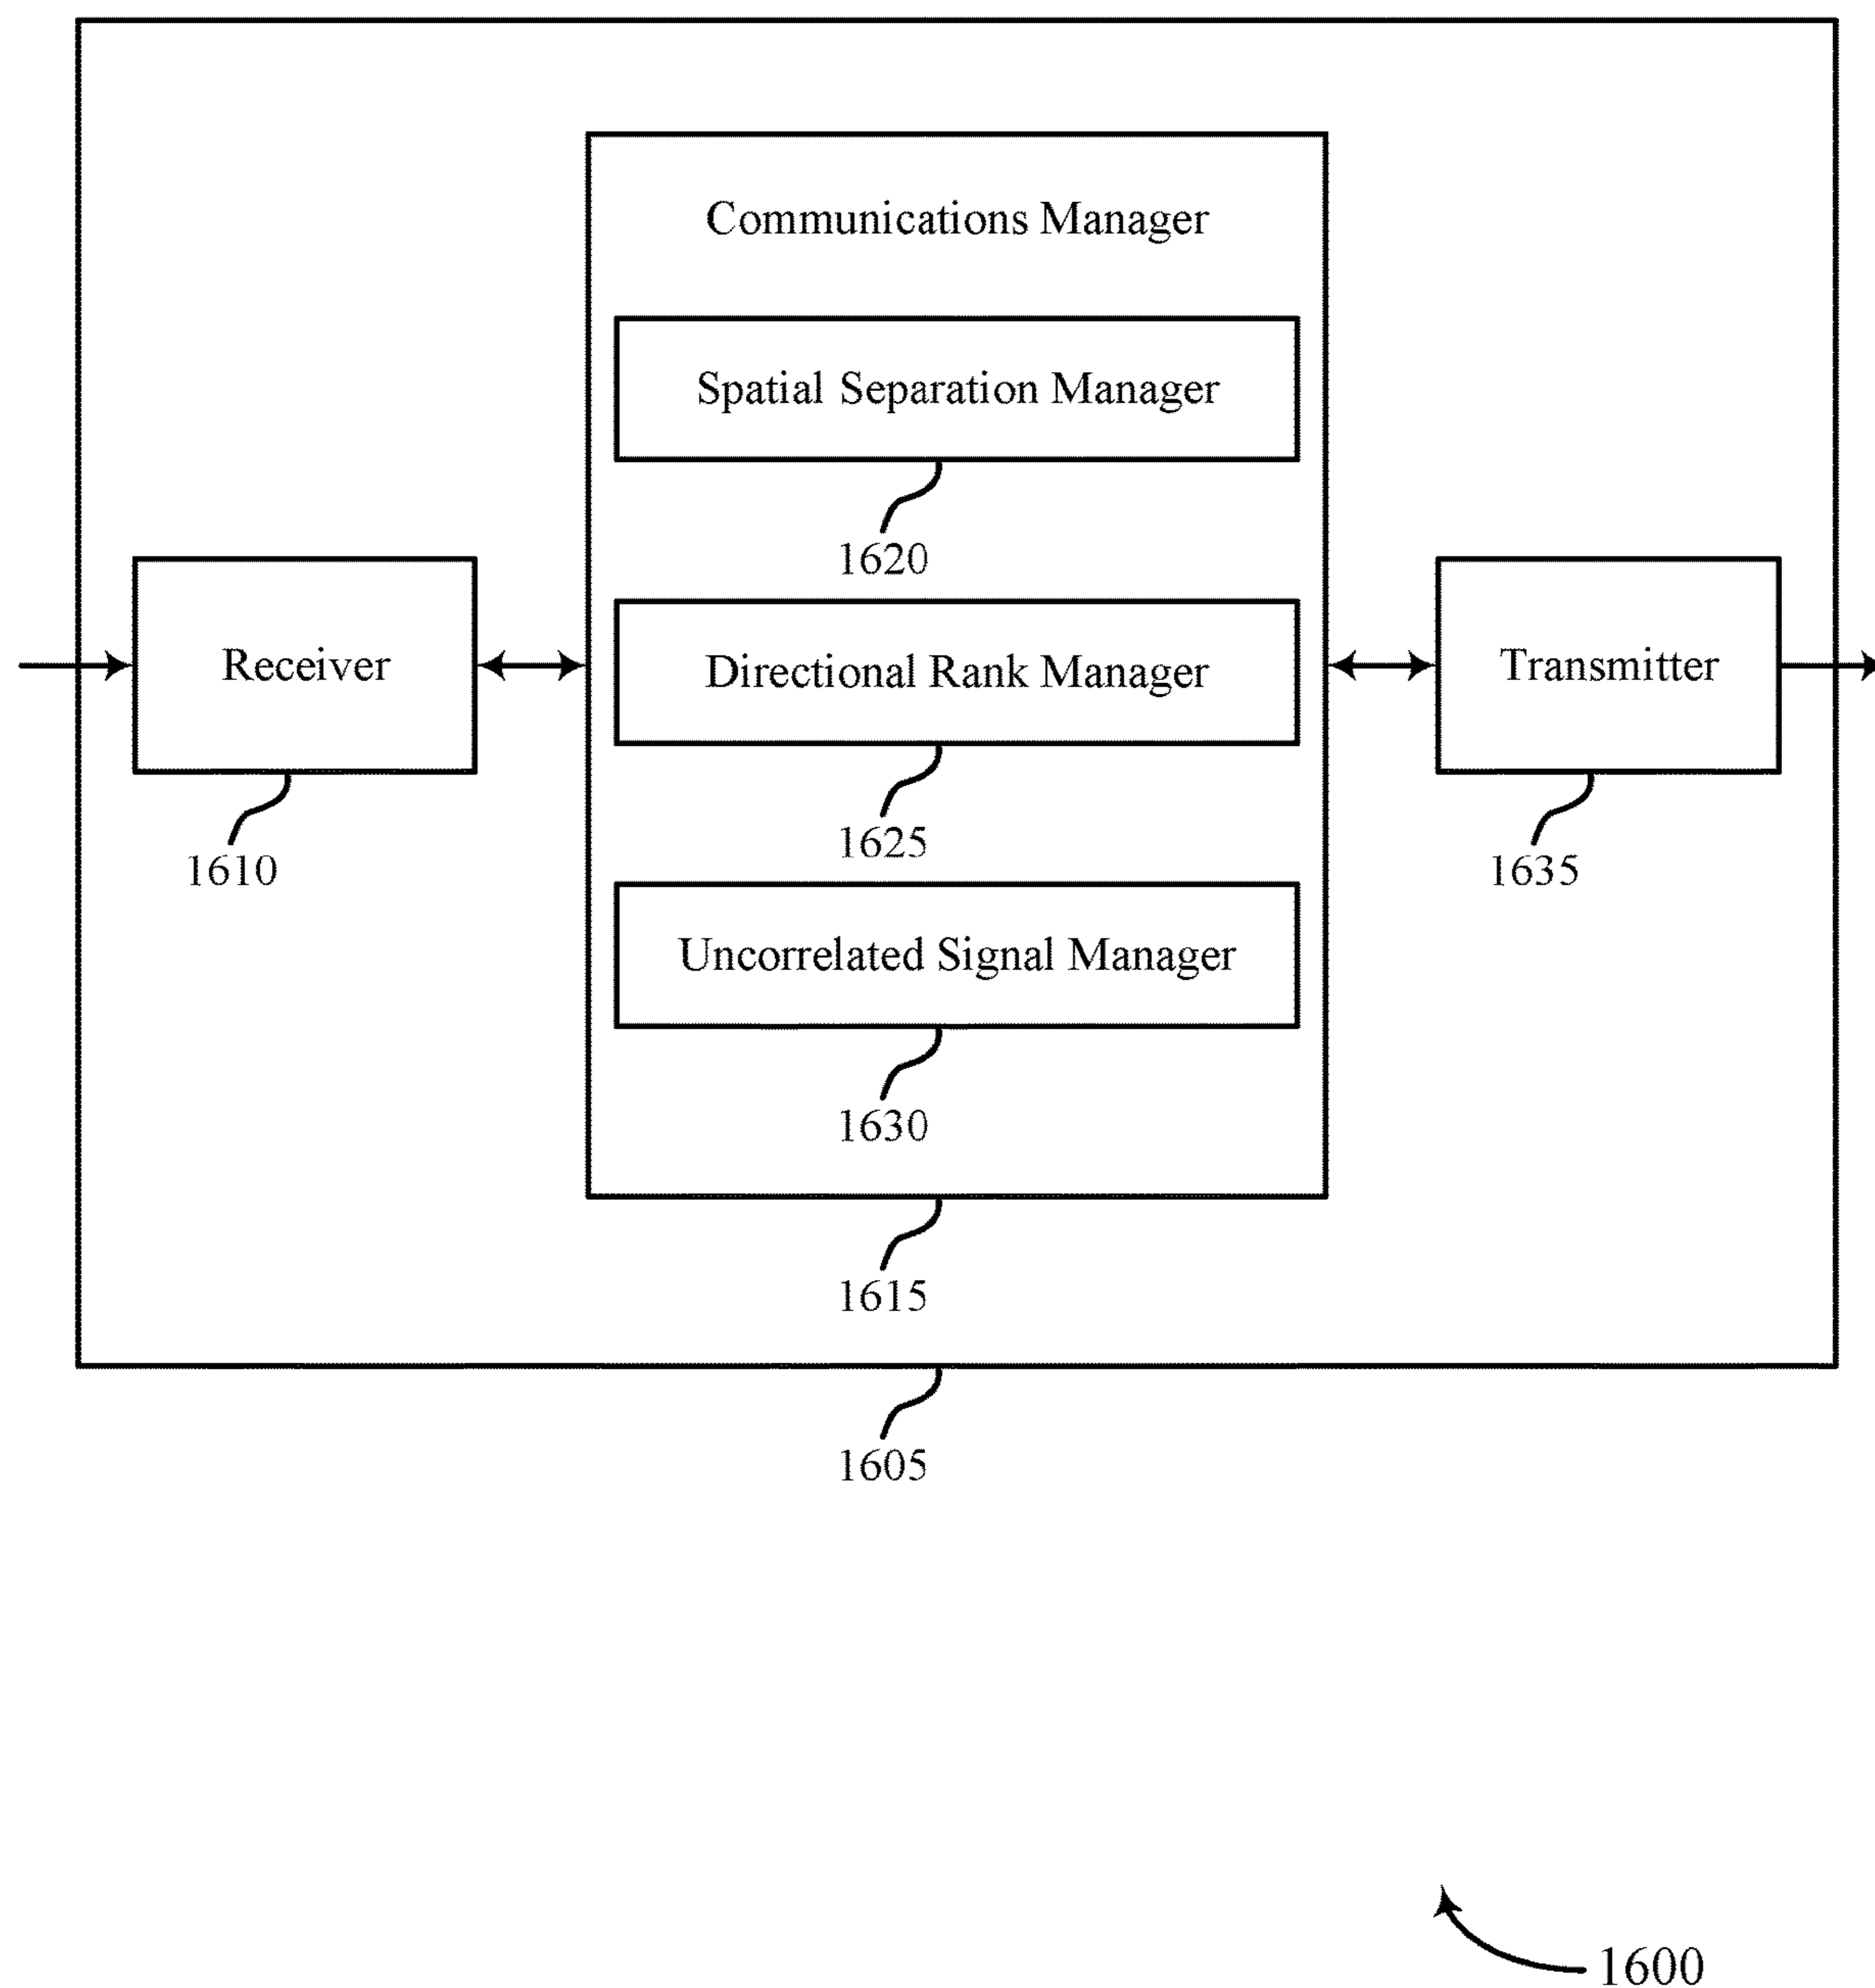 Communications Manager
Spatial Separation Manager
1620
Receiver
1610
Directional Rank Manager
1625
Transmitter
1635
Uncorrelated Signal Manager
1630
1615
1605
1600